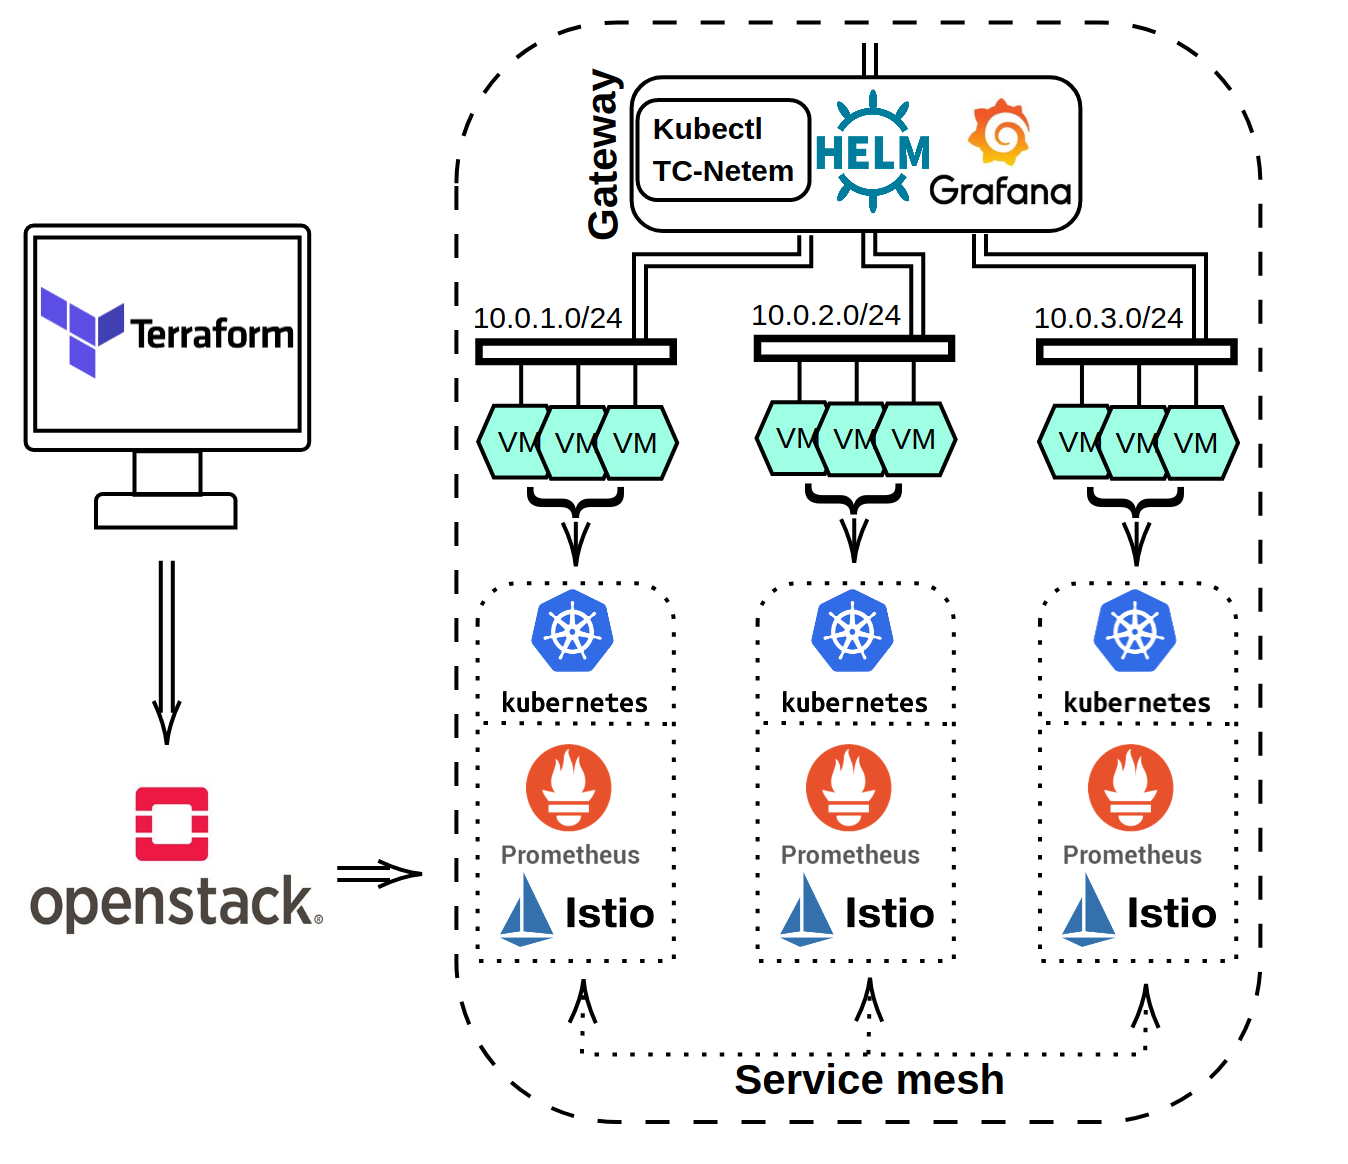 Gateway
Kubectl
TC-Netem
HELM
Grafana
Terraform
10.0.1.0/24
10.0.2.0/24
10.0.3.0/24
VM VM VM
VM VM VM
VM VM VM
kubernetes
kubernetes
kubernetes
Prometheus
Prometheus
Prometheus
Istio
Istio
Istio
openstack®
Service mesh